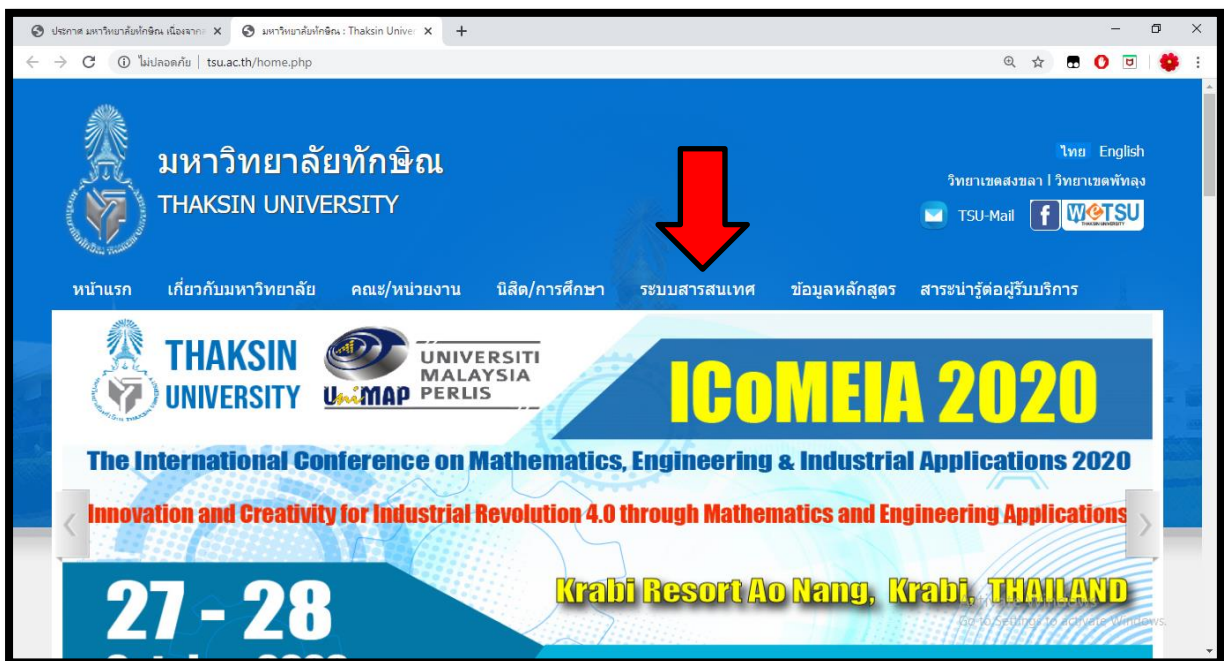 ประกาศ มหาวิทยาลัยทักษิณ เนื่องจาก
มหาวิทยาลัยทักษิณ : Thaksin Univer
ไม่ปลอดภัย | tsu.ac.th/home.php
มหาวิทยาลัยทักษิณ
THAKSIN UNIVERSITY
ไทย English
วิทยาเขตสงขลา l วิทยาเขตพัทลุง
TSU-Mail f WeTSU
หน้าแรก เกี่ยวกับมหาวิทยาลัย คณะ/หน่วยงาน นิสิต/การศึกษา ระบบสารสนเทศ ข้อมูลหลักสูตร สาระน่ารู้ต่อผู้รับบริการ
THAKSIN
UNIVERSITY
UniMAP
UNIVERSITI
MALAYSIA
PERLIS
ICoMEIA 2020
The International Conference on Mathematics, Engineering & Industrial Applications 2020
Innovation and Creativity for Industrial Revolution 4.0 through Mathematics and Engineering Applications
27 - 28
Krabi Resort Ao Nang, Krabi, THAILAND
Go to Settings to activate Windows.